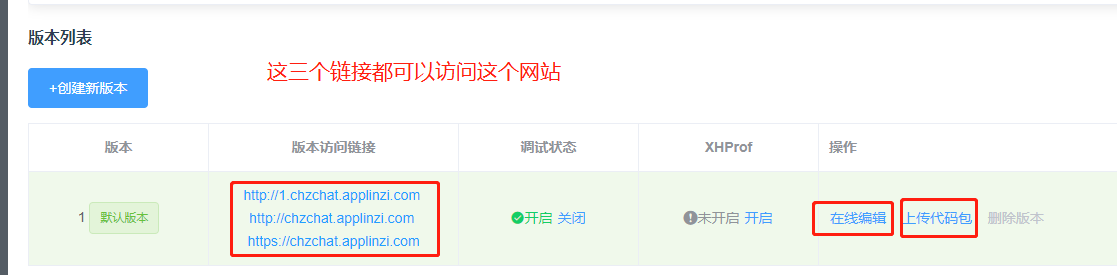 版本列表
这三个链接都可以访问这个网站
+创建新版本
版本 版本访问链接 调试状态 XHProf 操作
http://1.chzchat.applinzi.com
1 默认版本 http://chzchat.applinzi.com 开启 关闭 未开启 开启 在线编辑 上传代码包 删除版本
https://chzchat.applinzi.com